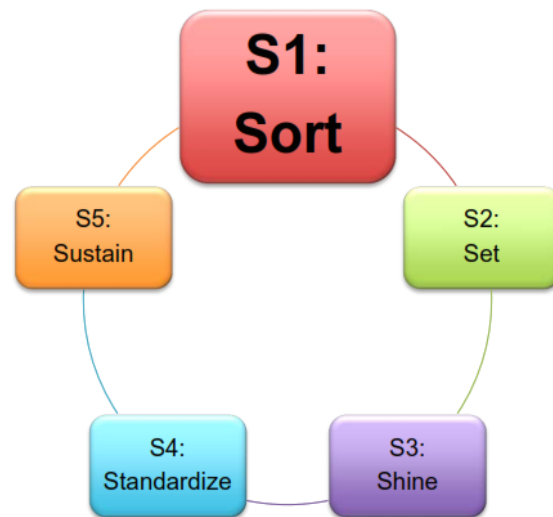 S1:
Sort
S2:
Set
S3:
Shine
S4:
Standardize
S5:
Sustain